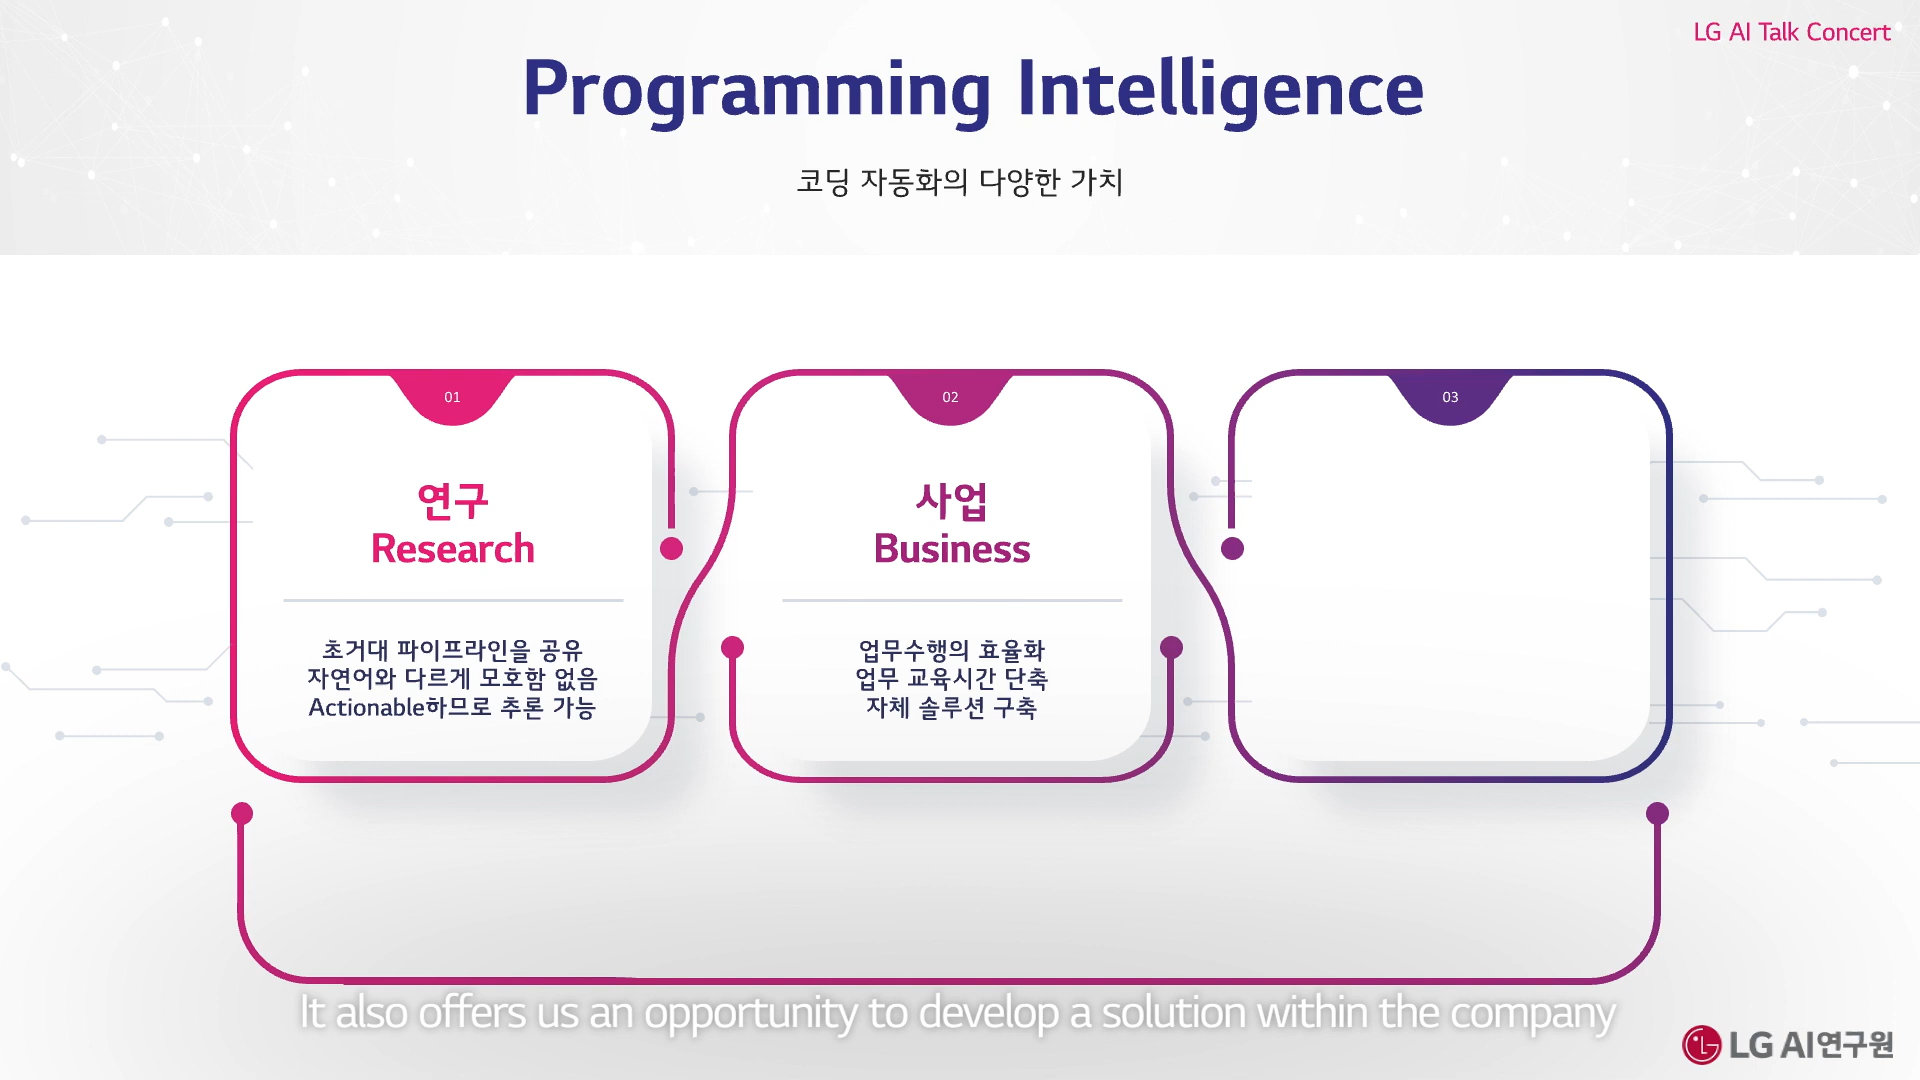 LG AI Talk Concert
Programming Intelligence
코딩 자동화의 다양한 가치
01
연구
Research
초거대 파이프라인을 공유
자연어와 다르게 모호함 없음
Actionable하므로 추론 가능
02
사업
Business
업무수행의 효율화
업무 교육시간 단축
자체 솔루션 구축
03
It also offers us an opportunity to develop a solution within the company
LG AI연구원